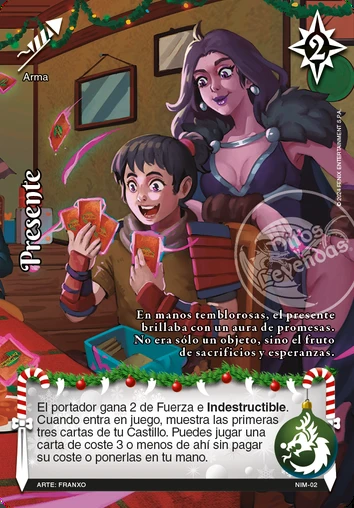 2
Arma
Presente
© 2024 FENIX ENTERTAINMENT S.P.A.
Mitos y
Leyendas
En manos temblorosas, el presente
brillaba con un aura de promesas.
No era sólo un objeto, sino el fruto
de sacrificios y esperanzas.
El portador gana 2 de Fuerza e Indestructible.
Cuando entra en juego, muestra las primeras
tres cartas de tu Castillo. Puedes jugar una
carta de coste 3 o menos de ahí sin pagar
su coste o ponerlas en tu mano.
ARTE: FRANXO
NIM-02